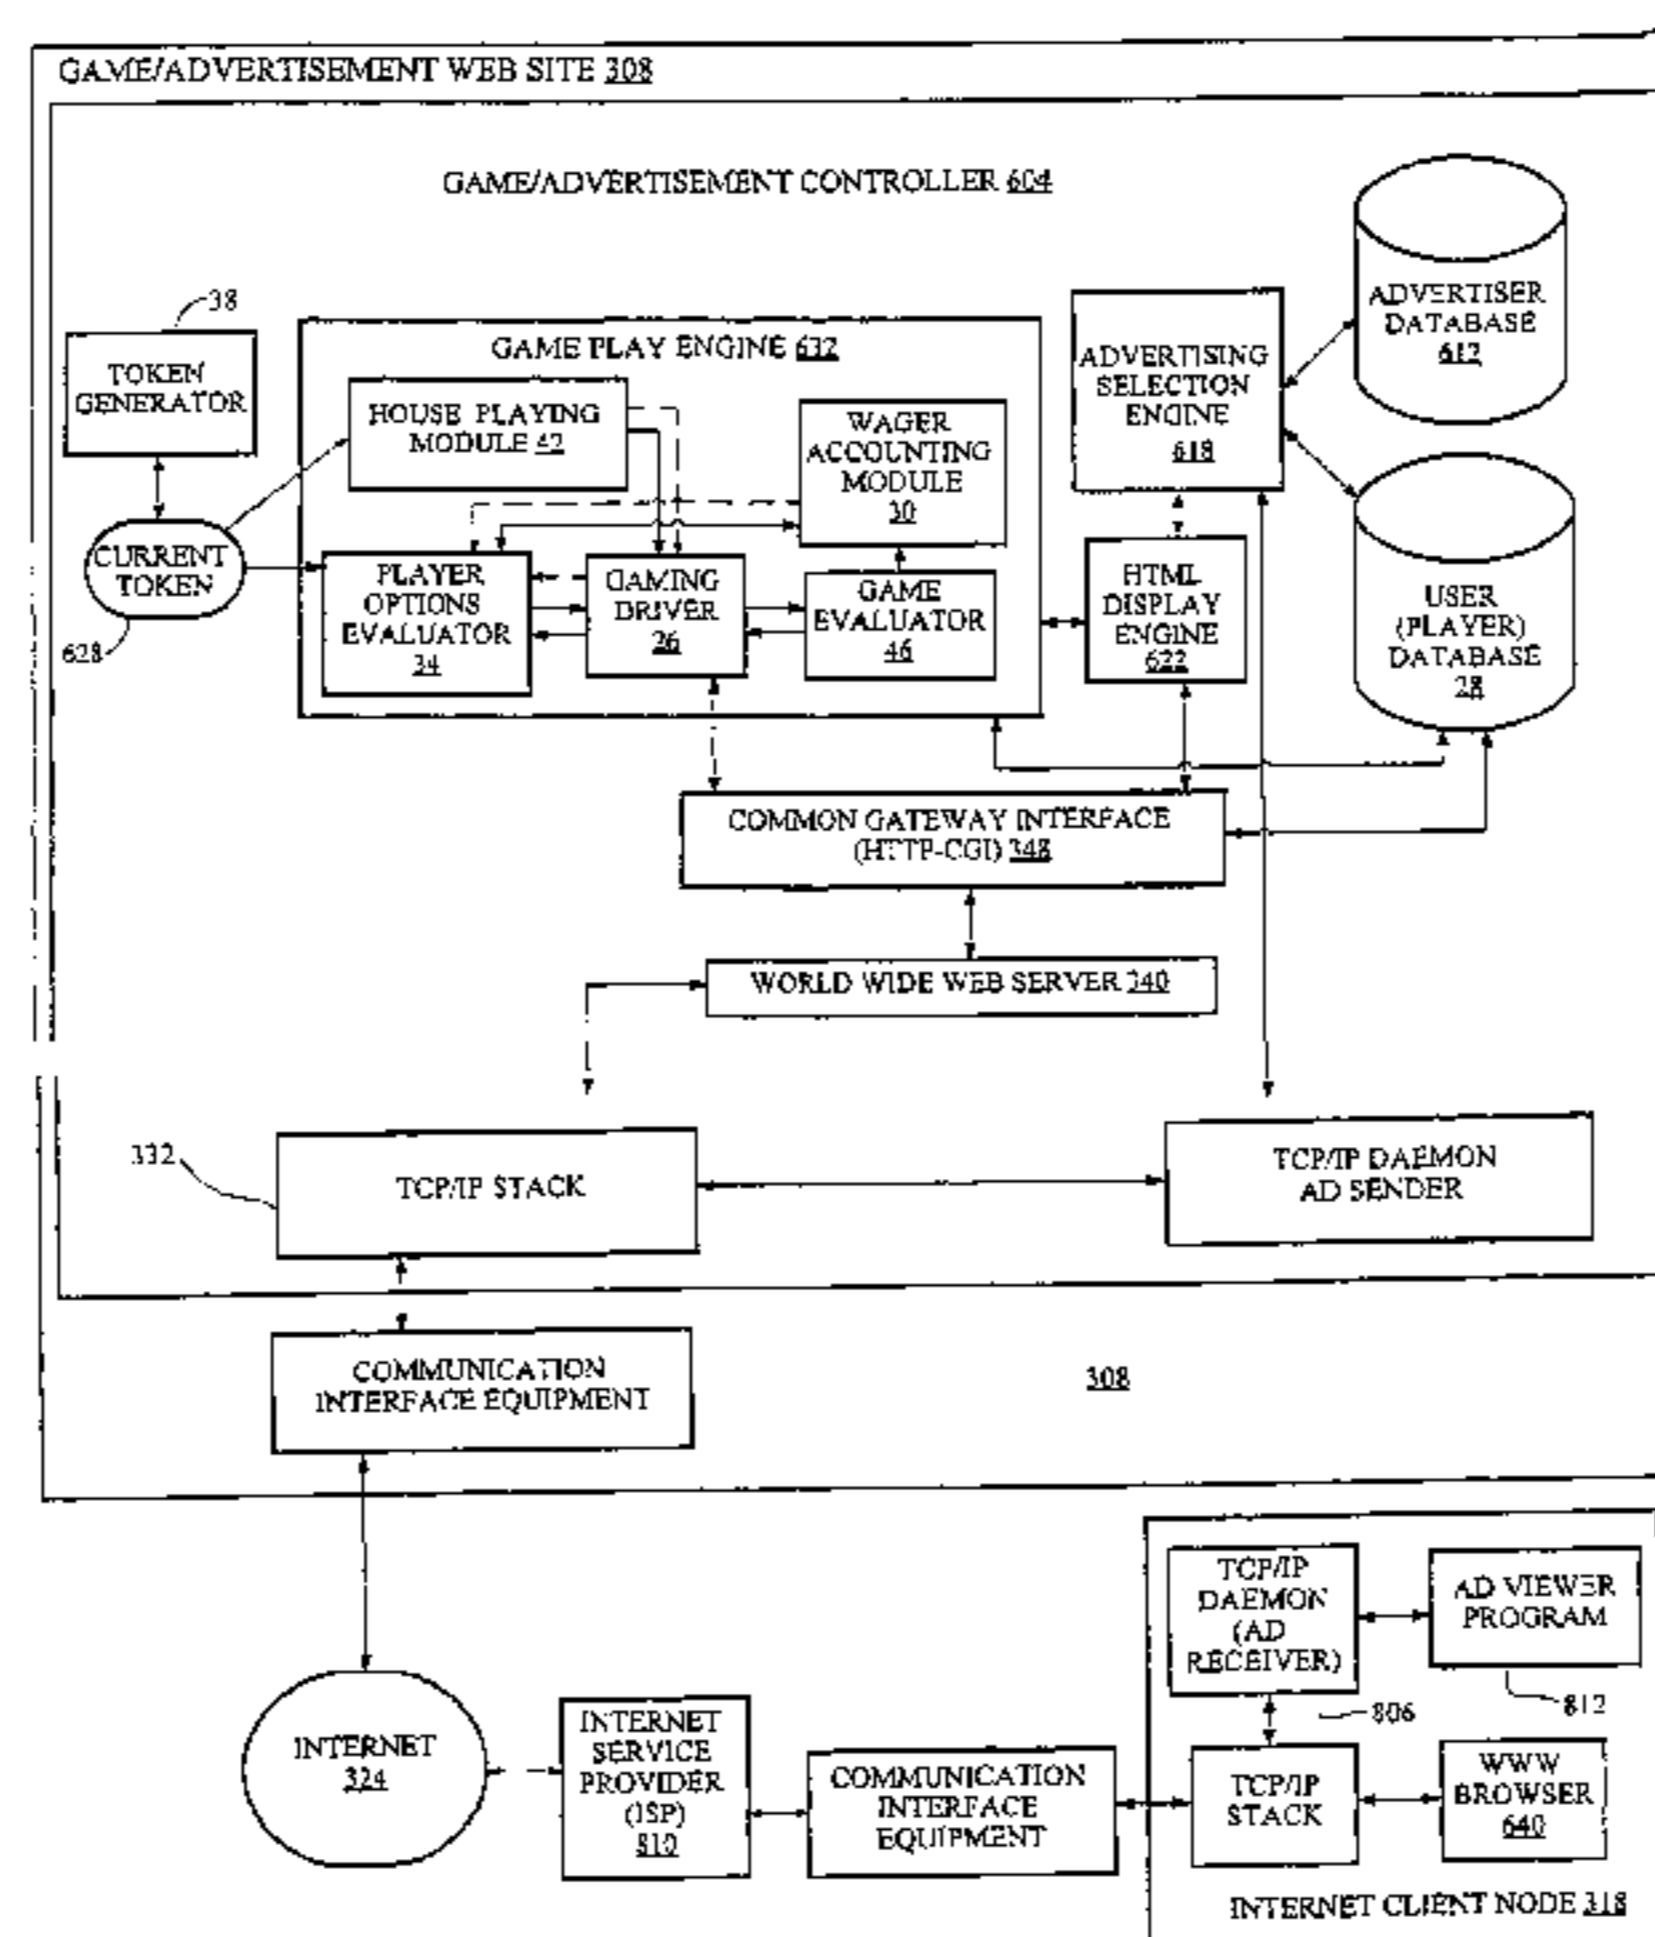 GAME/ADVERTISEMENT WEB SITE 308
GAME/ADVERTISEMENT CONTROLLER 604
38
TOKEN
GENERATOR
CURRENT
TOKEN
628
GAME PLAY ENGINE 632
HOUSE PLAYING
MODULE 42
WAGER
ACCOUNTING
MODULE
30
PLAYER
OPTIONS
EVALUATOR
34
GAMING
DRIVER
26
GAME
EVALUATOR
46
ADVERTISING
SELECTION
ENGINE
618
HTML
DISPLAY
ENGINE
622
ADVERTISER
DATABASE
612
USER
(PLAYER)
DATABASE
28
COMMON GATEWAY INTERFACE
(HTTP-CGI) 348
WORLD WIDE WEB SERVER 340
332
TCP/IP STACK
TCP/IP DAEMON
AD SENDER
COMMUNICATION
INTERFACE EQUIPMENT
308
INTERNET
324
INTERNET
SERVICE
PROVIDER
(ISP)
810
COMMUNICATION
INTERFACE
EQUIPMENT
TCP/IP
DAEMON
(AD
RECEIVER)
AD VIEWER
PROGRAM
812
806
TCP/IP
STACK
WWW
BROWSER
640
INTERNET CLIENT NODE 318